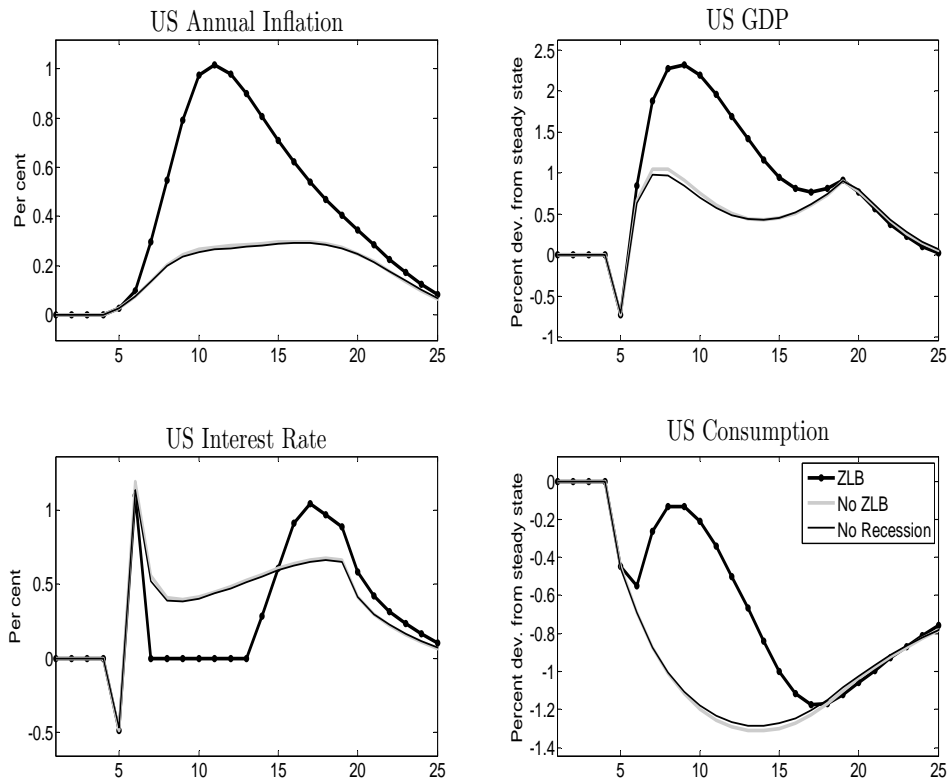 US Annual Inflation
Per cent
1
0.8
0.6
0.4
0.2
0
5 10 15 20 25
US GDP
Percent dev. from steady state
2.5
2
1.5
1
0.5
0
-0.5
-1
5 10 15 20 25
US Interest Rate
Per cent
1
0.5
0
-0.5
5 10 15 20 25
US Consumption
Percent dev. from steady state
0
-0.2
-0.4
-0.6
-0.8
-1
-1.2
-1.4
5 10 15 20 25
ZLB
No ZLB
No Recession